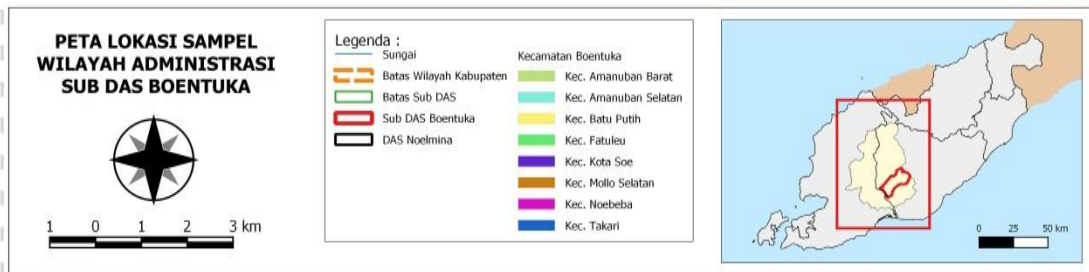 PETA LOKASI SAMPEL
WILAYAH ADMINISTRASI
SUB DAS BOENTUKA
1 0 1 2 3 km
Legenda :
Sungai
Batas Wilayah Kabupaten
Batas Sub DAS
Sub DAS Boentuka
DAS Noelmina
Kecamatan Boentuka
Kec. Amanuban Barat
Kec. Amanuban Selatan
Kec. Batu Putih
Kec. Fatuleu
Kec. Kota Soe
Kec. Mollo Selatan
Kec. Noebeba
Kec. Takari
0 25 50 km